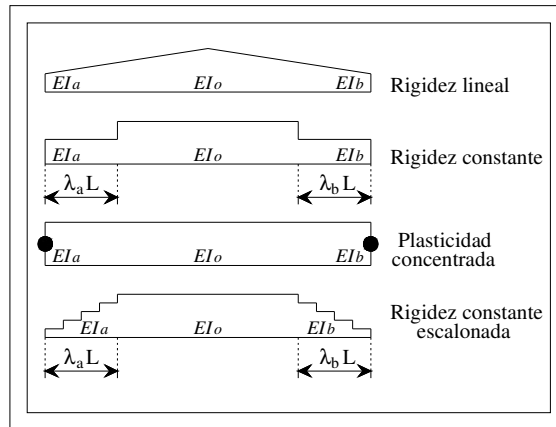 EIa EIo EIb Rigidez lineal
EIa EIo EIb Rigidez constante
λaL λbL
EIa EIo EIb Plasticidad
concentrada
EIa EIo EIb Rigidez constante
escalonada
λaL λbL